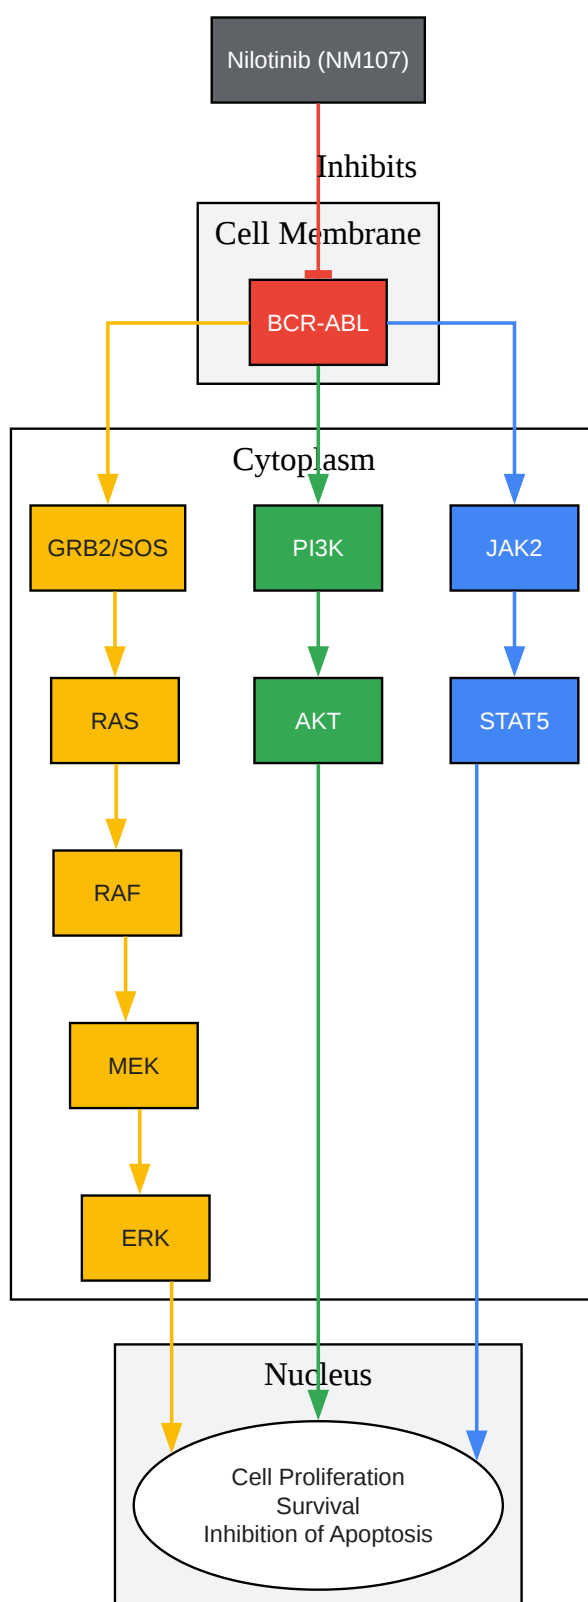 Nilotinib (NM107)
Inhibits
Cell Membrane
BCR-ABL
Cytoplasm
GRB2/SOS
PI3K
JAK2
RAS
AKT
STAT5
RAF
MEK
ERK
Nucleus
Cell Proliferation
Survival
Inhibition of Apoptosis